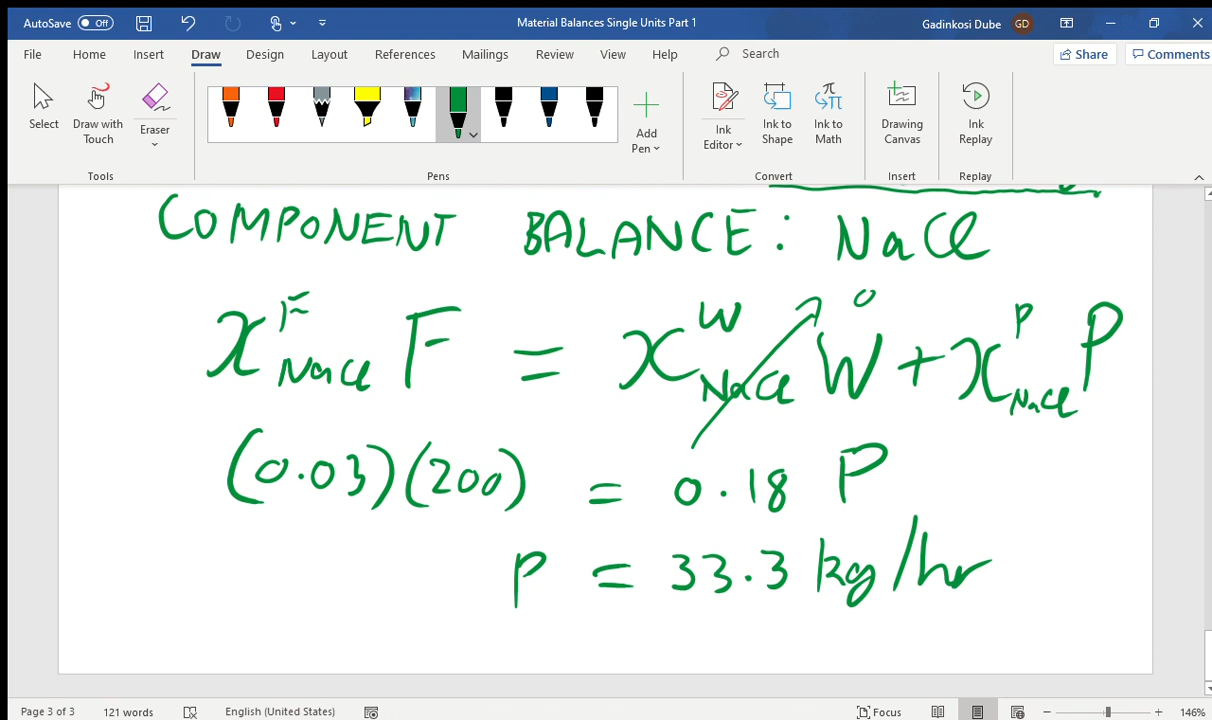 AutoSave Off Material Balances Single Units Part 1 Gadinkosi Dube GD
File Home Insert Draw Design Layout References Mailings Review View Help Search Share Comments
Select Draw with Touch Eraser Add Pen Ink Editor Ink to Shape Ink to Math Drawing Canvas Ink Replay
Tools Pens Convert Insert Replay
COMPONENT BALANCE: NaCl
x^F_NaCl F = x^W_NaCl W 0 + x^P_NaCl P
(0.03)(200) = 0.18 P
P = 33.3 kg/hr
Page 3 of 3 121 words English (United States) Focus 146%